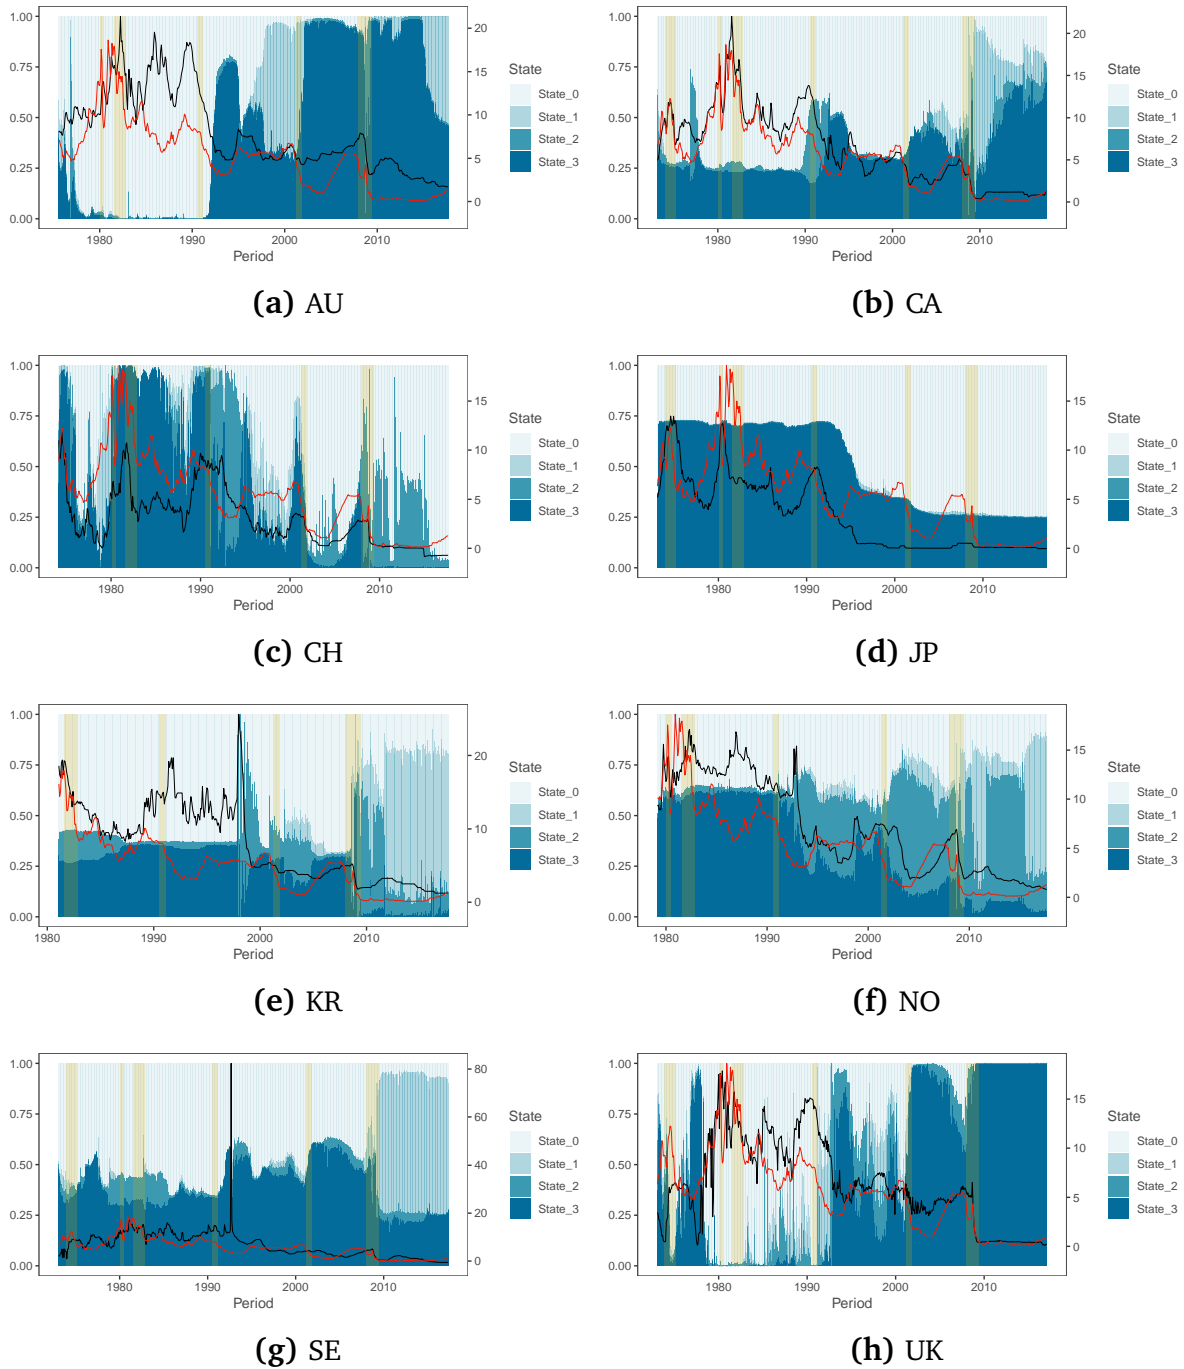 1.00
0.75
0.50
0.25
0.00
20
15
10
5
0
1980
1990
2000
2010
Period
State
State_0
State_1
State_2
State_3
(a) AU
1.00
0.75
0.50
0.25
0.00
20
15
10
5
0
1980
1990
2000
2010
Period
State
State_0
State_1
State_2
State_3
(b) CA
1.00
0.75
0.50
0.25
0.00
15
10
5
0
1980
1990
2000
2010
Period
State
State_0
State_1
State_2
State_3
(c) CH
1.00
0.75
0.50
0.25
0.00
15
10
5
0
1980
1990
2000
2010
Period
State
State_0
State_1
State_2
State_3
(d) JP
1.00
0.75
0.50
0.25
0.00
20
10
0
1980
1990
2000
2010
Period
State
State_0
State_1
State_2
State_3
(e) KR
1.00
0.75
0.50
0.25
0.00
15
10
5
0
1980
1990
2000
2010
Period
State
State_0
State_1
State_2
State_3
(f) NO
1.00
0.75
0.50
0.25
0.00
80
60
40
20
0
1980
1990
2000
2010
Period
State
State_0
State_1
State_2
State_3
(g) SE
1.00
0.75
0.50
0.25
0.00
15
10
5
0
1980
1990
2000
2010
Period
State
State_0
State_1
State_2
State_3
(h) UK